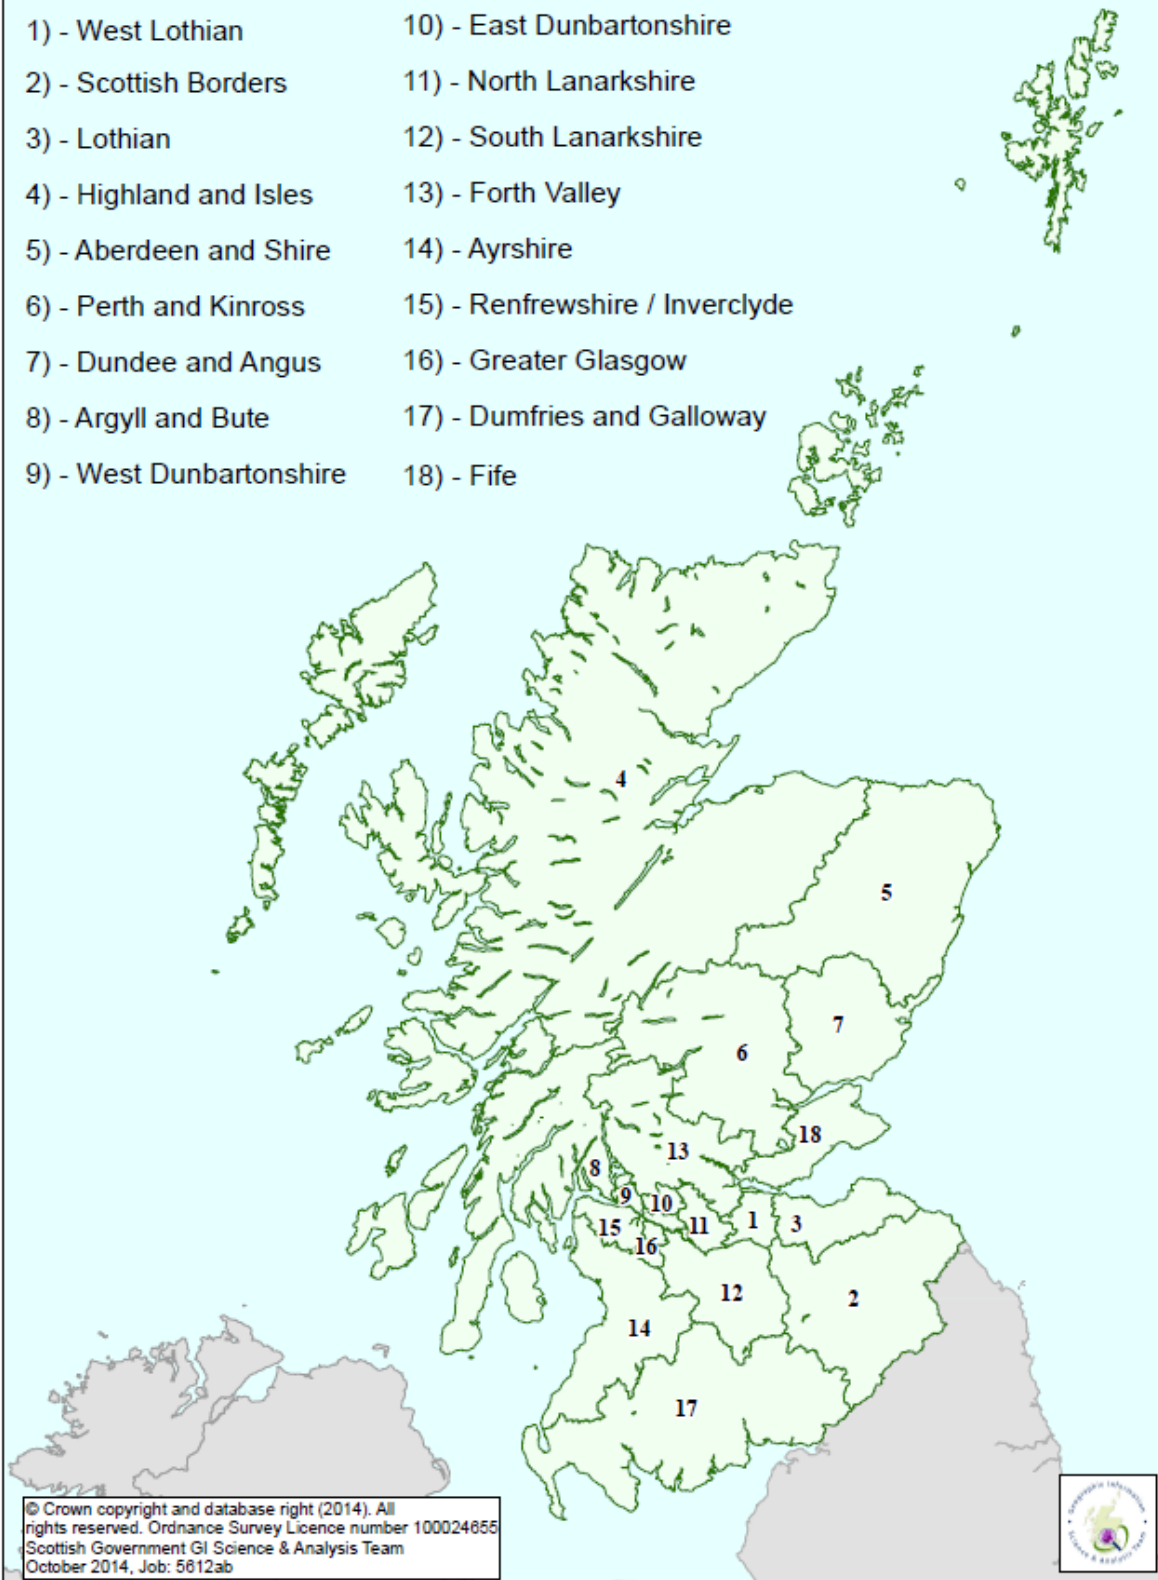 1) - West Lothian
2) - Scottish Borders
3) - Lothian
4) - Highland and Isles
5) - Aberdeen and Shire
6) - Perth and Kinross
7) - Dundee and Angus
8) - Argyll and Bute
9) - West Dunbartonshire
10) - East Dunbartonshire
11) - North Lanarkshire
12) - South Lanarkshire
13) - Forth Valley
14) - Ayrshire
15) - Renfrewshire / Inverclyde
16) - Greater Glasgow
17) - Dumfries and Galloway
18) - Fife
4
5
7
6
18
13
8
9
10
15
11
1
3
16
12
2
14
17
© Crown copyright and database right (2014). All
rights reserved. Ordnance Survey Licence number 100024655
Scottish Government GI Science & Analysis Team
October 2014, Job: 5612ab
Geographic Information
Science & Analysis Team